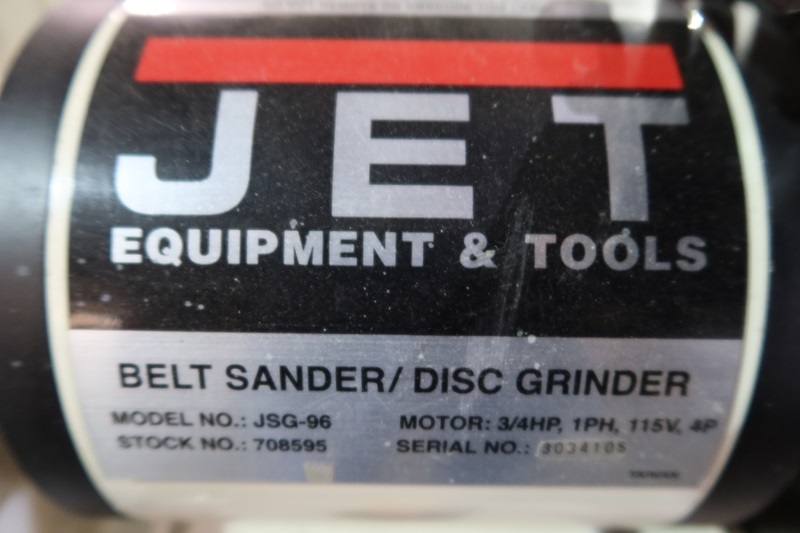 JET
EQUIPMENT & TOOLS
BELT SANDER/ DISC GRINDER
MODEL NO.: JSG-96 MOTOR: 3/4HP, 1PH, 115V, 4P
STOCK NO.: 708595 SERIAL NO.: 3034105
TAIWAN